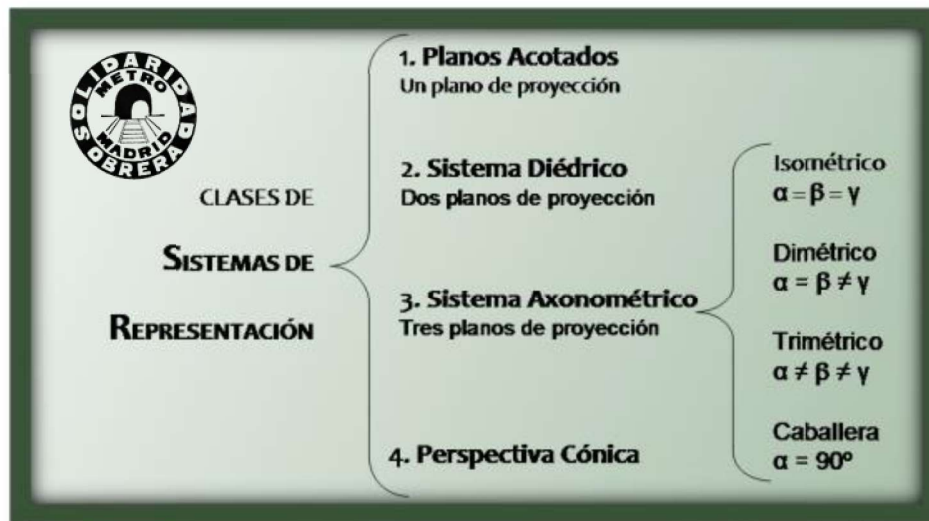 SOLIDARIDAD OBRERA
METRO
MADRID
CLASES DE
SISTEMAS DE
REPRESENTACIÓN
1. Planos Acotados
Un plano de proyección
2. Sistema Diédrico
Dos planos de proyección
3. Sistema Axonométrico
Tres planos de proyección
4. Perspectiva Cónica
Isométrico
α = β = γ
Dimétrico
α = β ≠ γ
Trimétrico
α ≠ β ≠ γ
Caballera
α = 90º